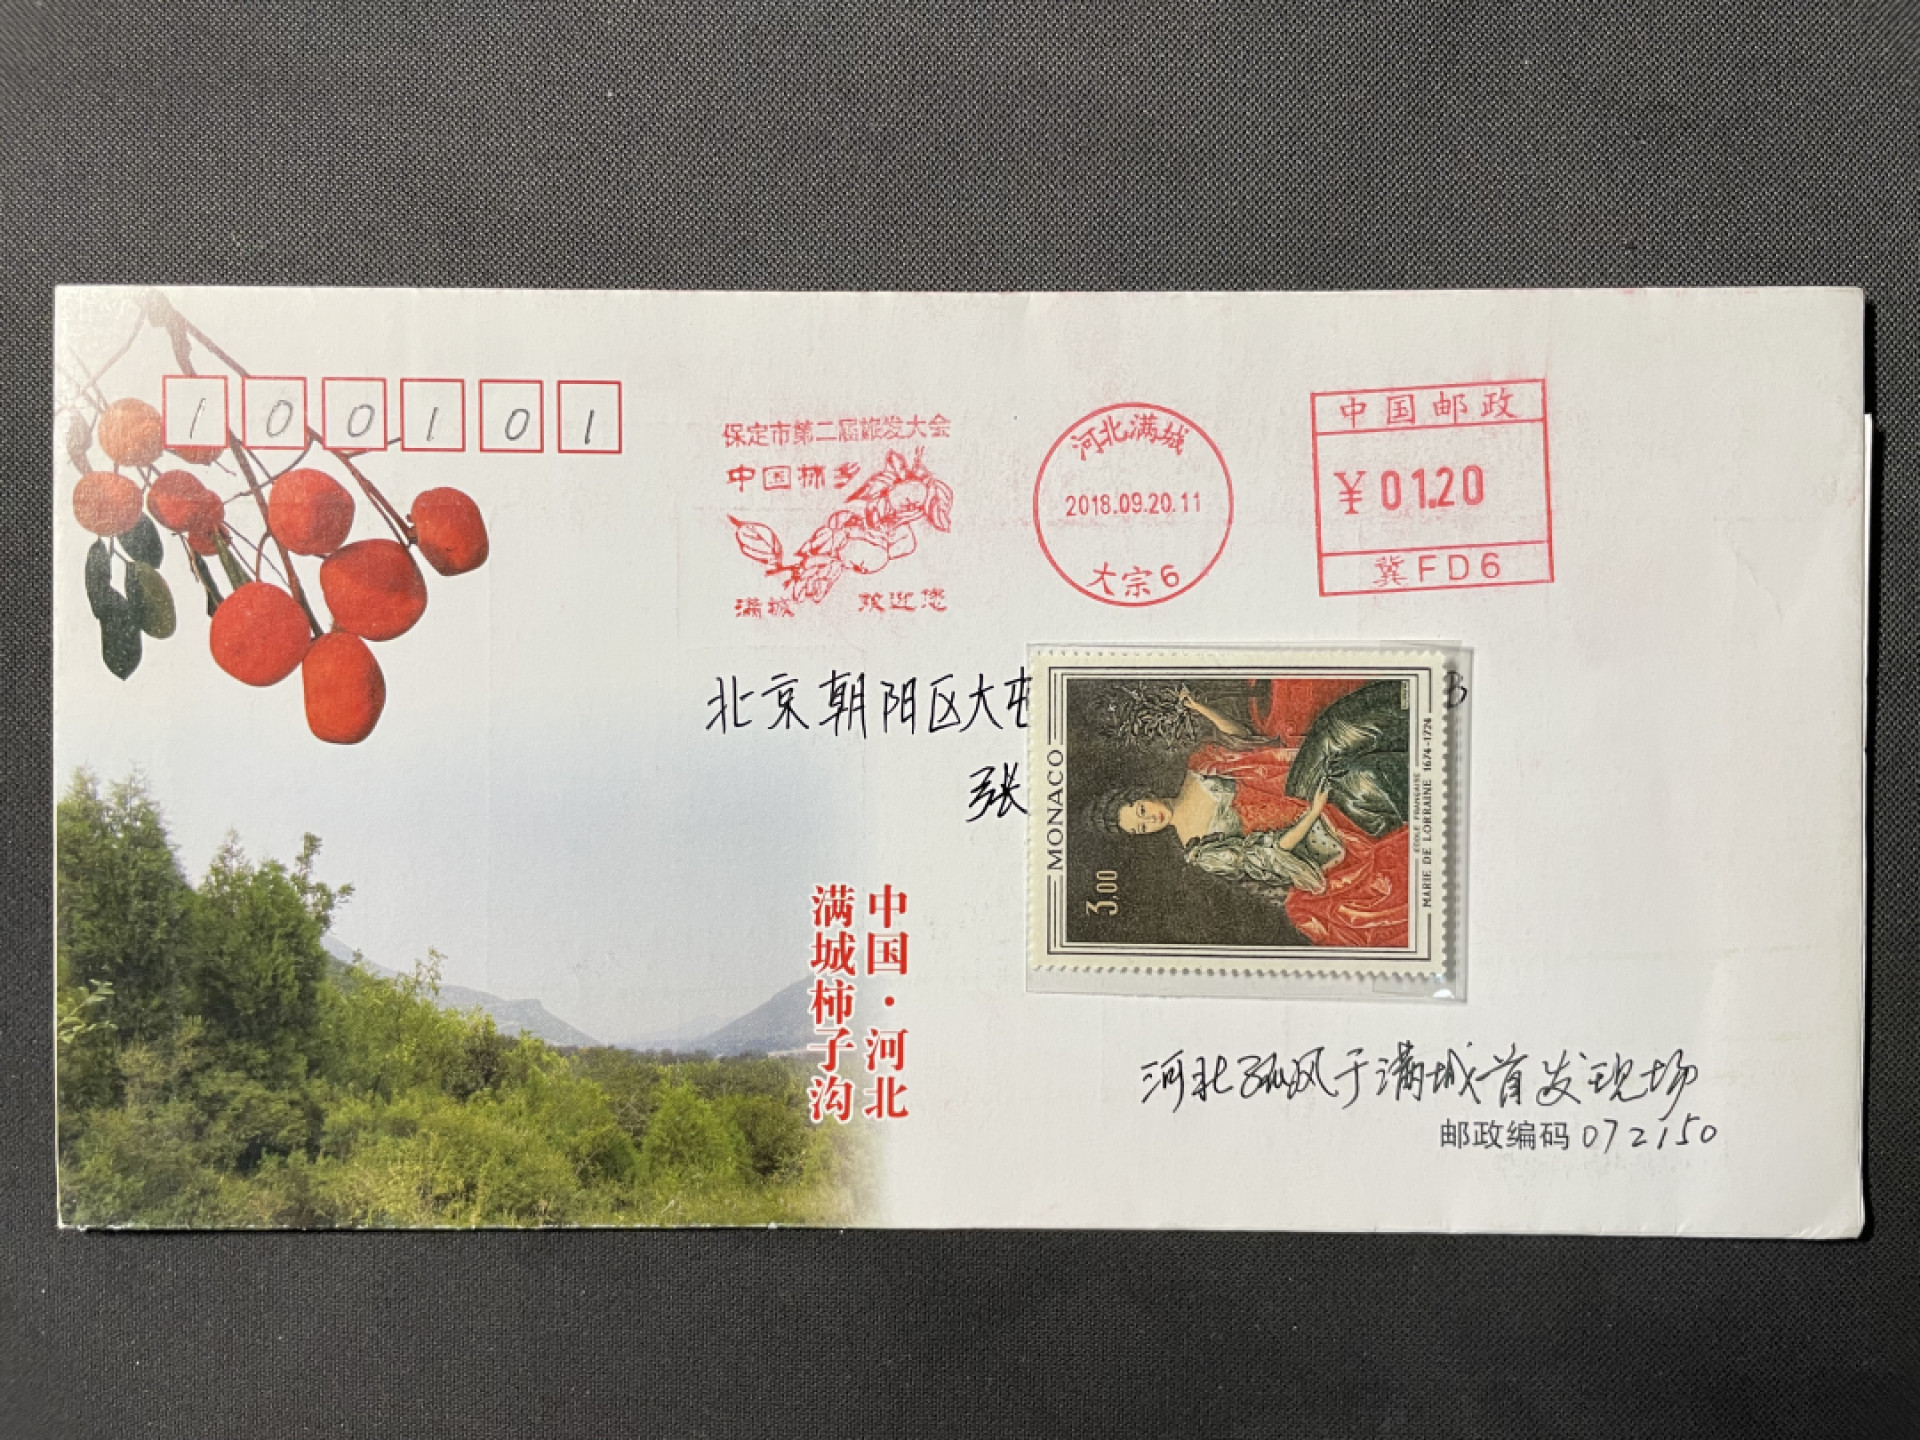 100101
保定市第二届旅发大会
中国柿乡
满城 欢迎您
河北满城
2018.09.20.11
大宗6
中国邮政
¥01.20
冀FD6
北京朝阳区大屯
张
MONACO
3,00
ÉCOLE FRANÇAISE
MARIE DE LORRAINE 1674-1724
中国·河北
满城柿子沟
河北孤风于满城首发现场
邮政编码 072150